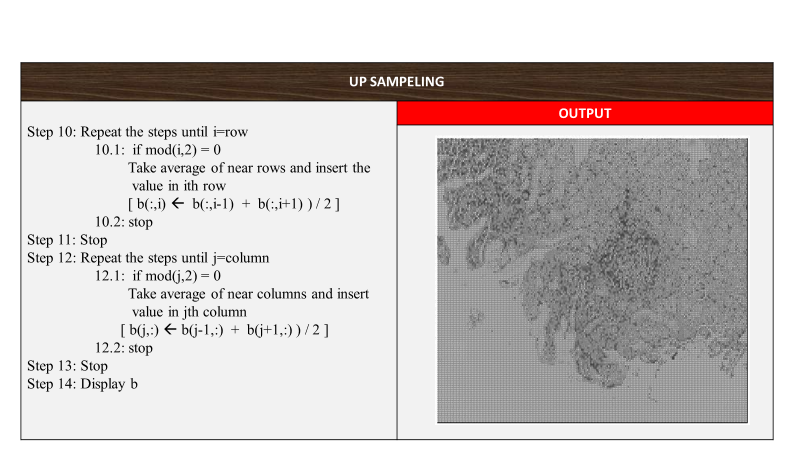 UP SAMPELING
Step 10: Repeat the steps until i=row
10.1: if mod(i,2) = 0
Take average of near rows and insert the
value in ith row
[ b(:,i) ← b(:,i-1) + b(:,i+1) ) / 2 ]
10.2: stop
Step 11: Stop
Step 12: Repeat the steps until j=column
12.1: if mod(j,2) = 0
Take average of near columns and insert
value in jth column
[ b(j,:) ← b(j-1,:) + b(j+1,:) ) / 2 ]
12.2: stop
Step 13: Stop
Step 14: Display b
OUTPUT